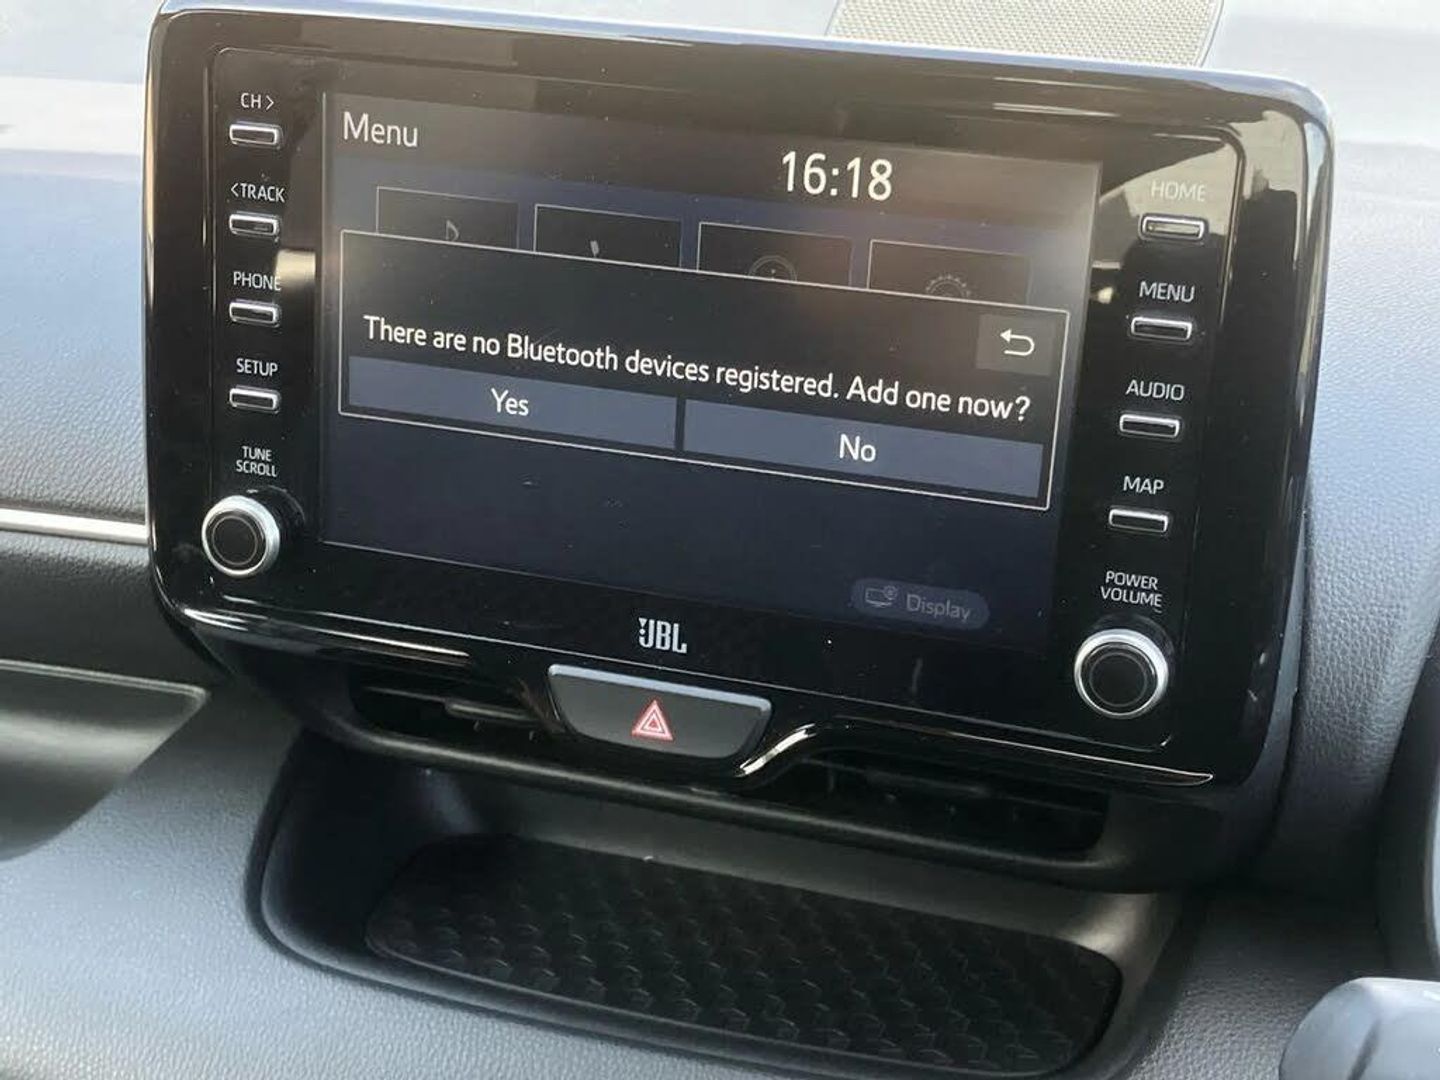 CH >
Menu
16:18
HOME
< TRACK
MENU
PHONE
There are no Bluetooth devices registered. Add one now?
Yes
No
AUDIO
SETUP
MAP
TUNE
SCROLL
POWER
VOLUME
Display
JBL